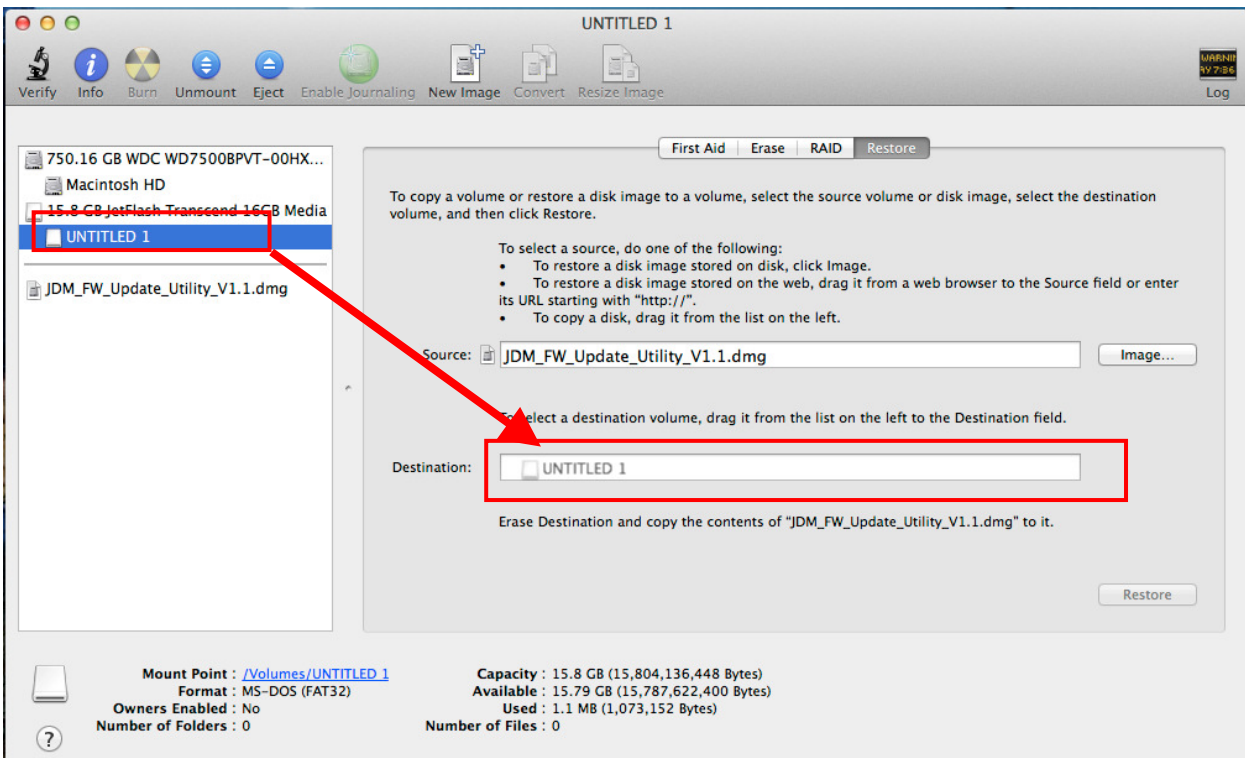 UNTITLED 1
Verify Info Burn Unmount Eject Enable Journaling New Image Convert Resize Image Log
WARNIN
AY 7:86
750.16 GB WDC WD7500BPVT-00HX...
Macintosh HD
15.8 GB JetFlash Transcend 16GB Media
UNTITLED 1
JDM_FW_Update_Utility_V1.1.dmg
First Aid Erase RAID Restore
To copy a volume or restore a disk image to a volume, select the source volume or disk image, select the destination
volume, and then click Restore.
To select a source, do one of the following:
• To restore a disk image stored on disk, click Image.
• To restore a disk image stored on the web, drag it from a web browser to the Source field or enter
its URL starting with “http://”.
• To copy a disk, drag it from the list on the left.
Source: JDM_FW_Update_Utility_V1.1.dmg Image...
To select a destination volume, drag it from the list on the left to the Destination field.
Destination: UNTITLED 1
Erase Destination and copy the contents of “JDM_FW_Update_Utility_V1.1.dmg” to it.
Restore
Mount Point : /Volumes/UNTITLED 1 Capacity : 15.8 GB (15,804,136,448 Bytes)
Format : MS-DOS (FAT32) Available : 15.79 GB (15,787,622,400 Bytes)
Owners Enabled : No Used : 1.1 MB (1,073,152 Bytes)
Number of Folders : 0 Number of Files : 0
?